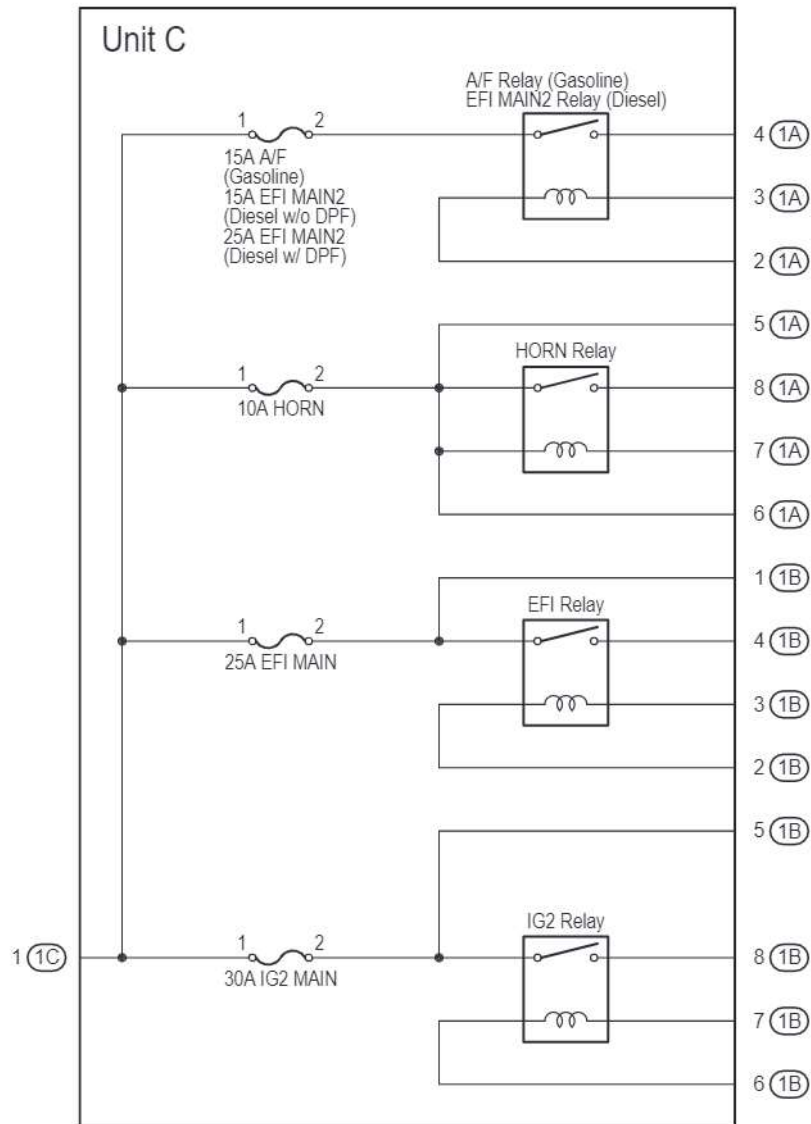 Unit C
A/F Relay (Gasoline)
EFI MAIN2 Relay (Diesel)
1 2
15A A/F
(Gasoline)
15A EFI MAIN2
(Diesel w/o DPF)
25A EFI MAIN2
(Diesel w/ DPF)
4 1A
3 1A
2 1A
5 1A
HORN Relay
1 2
10A HORN
8 1A
7 1A
6 1A
1 1B
EFI Relay
1 2
25A EFI MAIN
4 1B
3 1B
2 1B
5 1B
IG2 Relay
1 1C
1 2
30A IG2 MAIN
8 1B
7 1B
6 1B